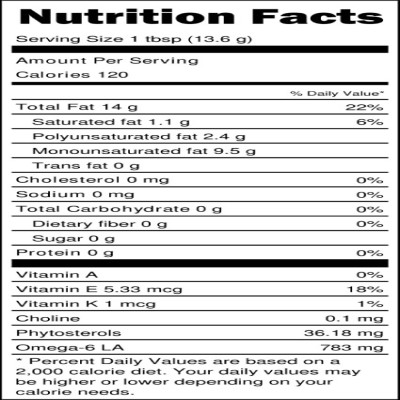 Nutrition Facts
Serving Size 1 tbsp (13.6 g)
Amount Per Serving
Calories 120
% Daily Value*
Total Fat 14 g 22%
Saturated fat 1.1 g 6%
Polyunsaturated fat 2.4 g
Monounsaturated fat 9.5 g
Trans fat 0 g
Cholesterol 0 mg 0%
Sodium 0 mg 0%
Total Carbohydrate 0 g 0%
Dietary fiber 0 g 0%
Sugar 0 g
Protein 0 g 0%
Vitamin A 0%
Vitamin E 5.33 mcg 18%
Vitamin K 1 mcg 1%
Choline 0.1 mg
Phytosterols 36.18 mg
Omega-6 LA 783 mg
* Percent Daily Values are based on a
2,000 calorie diet. Your daily values may
be higher or lower depending on your
calorie needs.